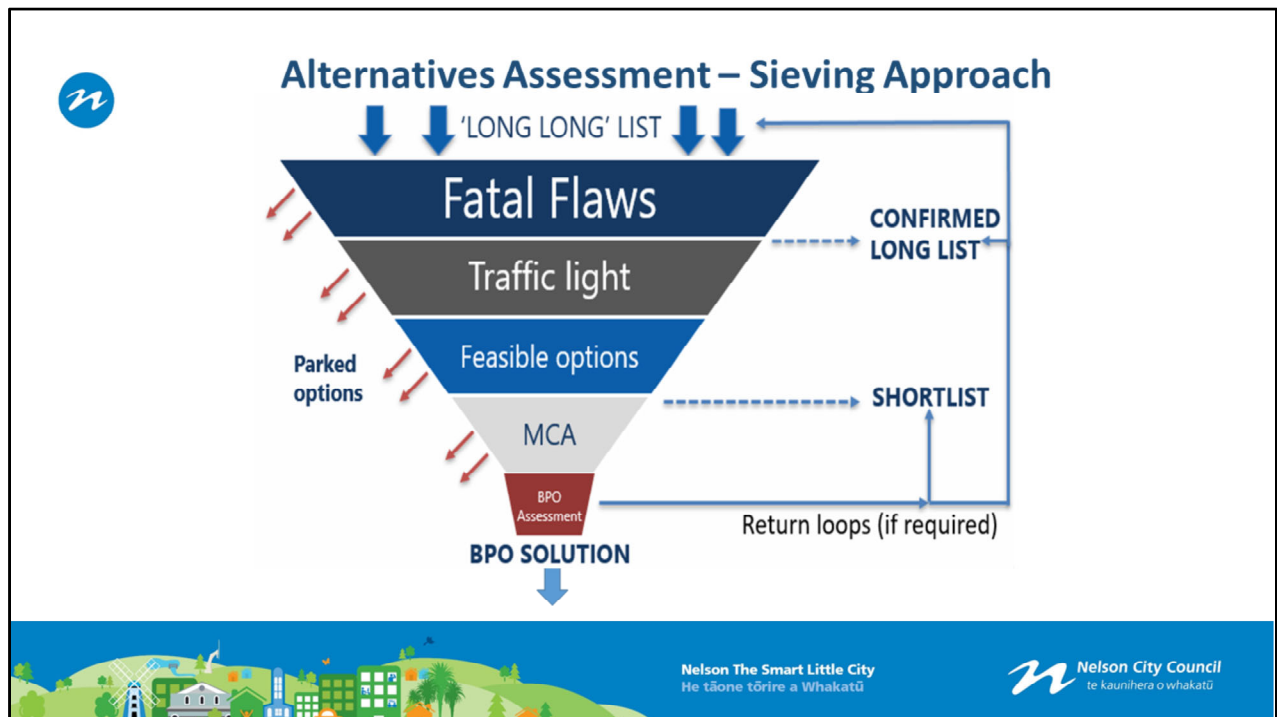 Alternatives Assessment – Sieving Approach
'LONG LONG' LIST
Fatal Flaws
CONFIRMED
LONG LIST
Traffic light
Feasible options
Parked
options
SHORTLIST
MCA
BPO
Assessment
Return loops (if required)
BPO SOLUTION
Nelson The Smart Little City
He tāone tōrire a Whakatū
Nelson City Council
te kaunihera o whakatū